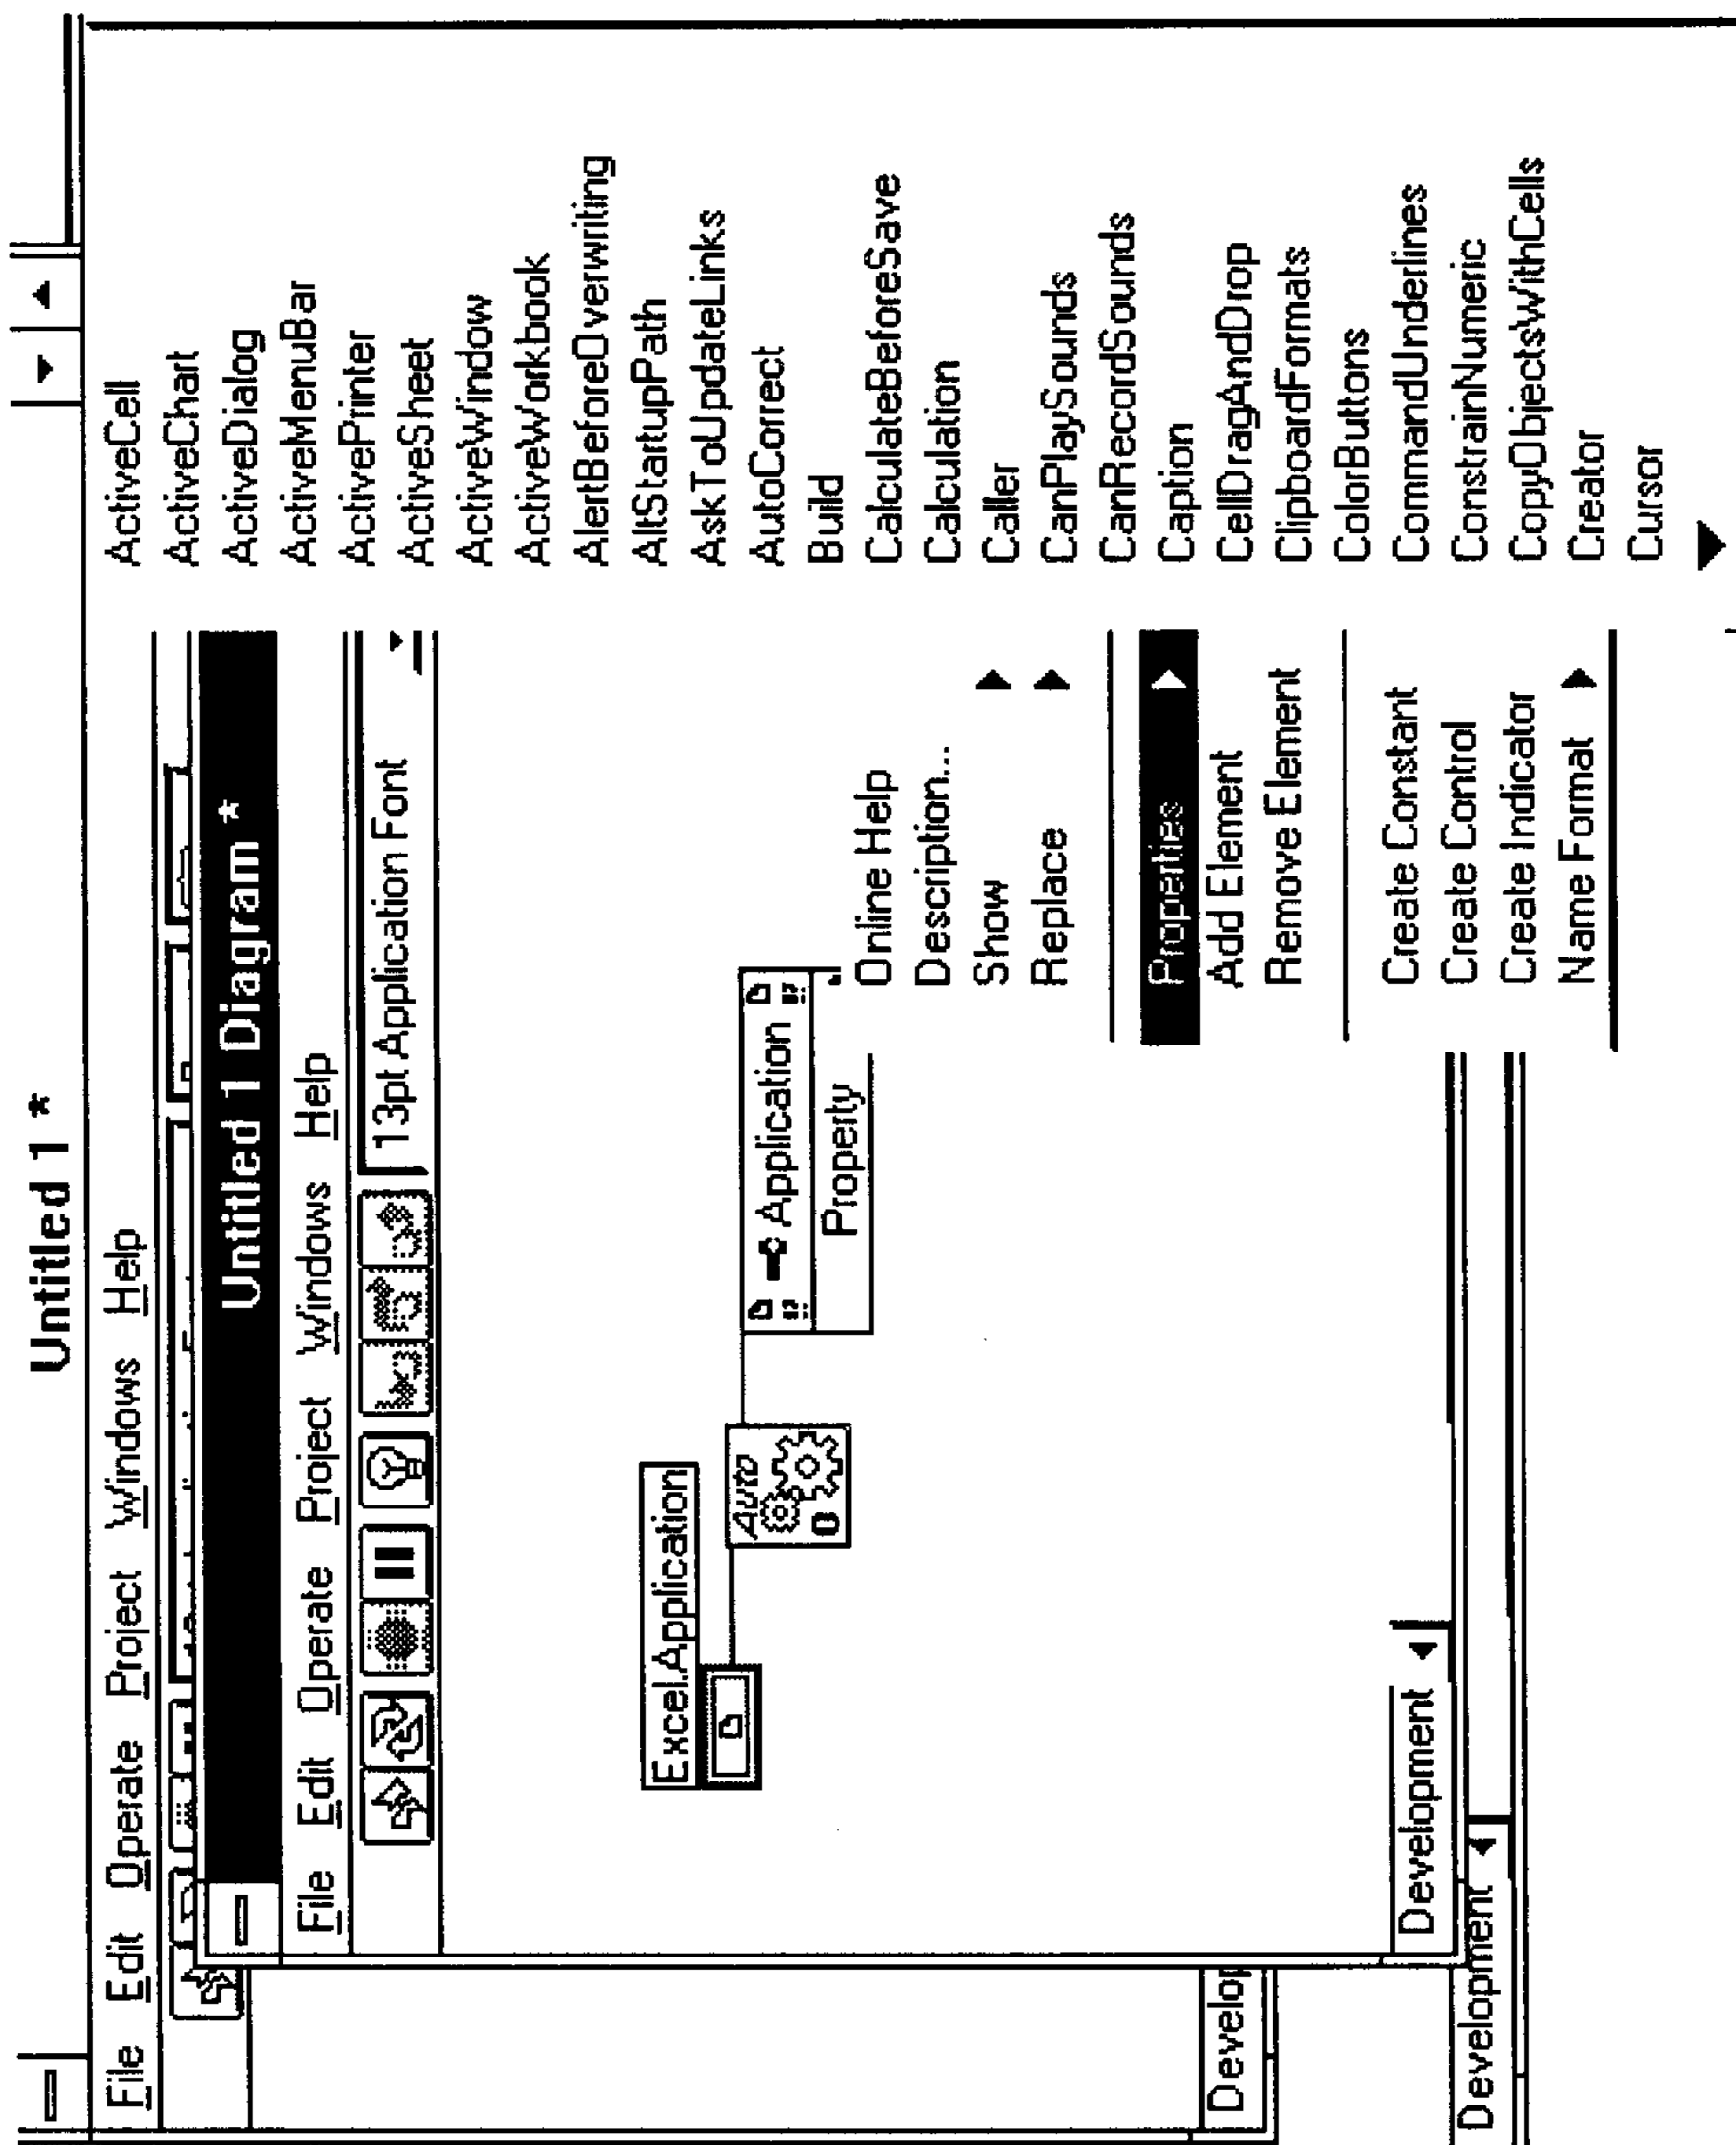 Untitled 1 *
File Edit Operate Project Windows Help
Untitled 1 Diagram *
File Edit Operate Project Windows Help
13pt Application Font
Excel.Application
Auto
Application
Property
Online Help
Description...
Show
Replace
Properties
Add Element
Remove Element
Create Constant
Create Control
Create Indicator
Name Format
ActiveCell
ActiveChart
ActiveDialog
ActiveMenuBar
ActivePrinter
ActiveSheet
ActiveWindow
ActiveWorkbook
AlertBeforeOverwriting
AltStartupPath
AskToUpdateLinks
AutoCorrect
Build
CalculateBeforeSave
Calculation
Caller
CanPlaySounds
CanRecordSounds
Caption
CellDragAndDrop
ClipboardFormats
ColorButtons
CommandUnderlines
ConstrainNumeric
CopyObjectsWithCells
Creator
Cursor
Develop
Development
Development